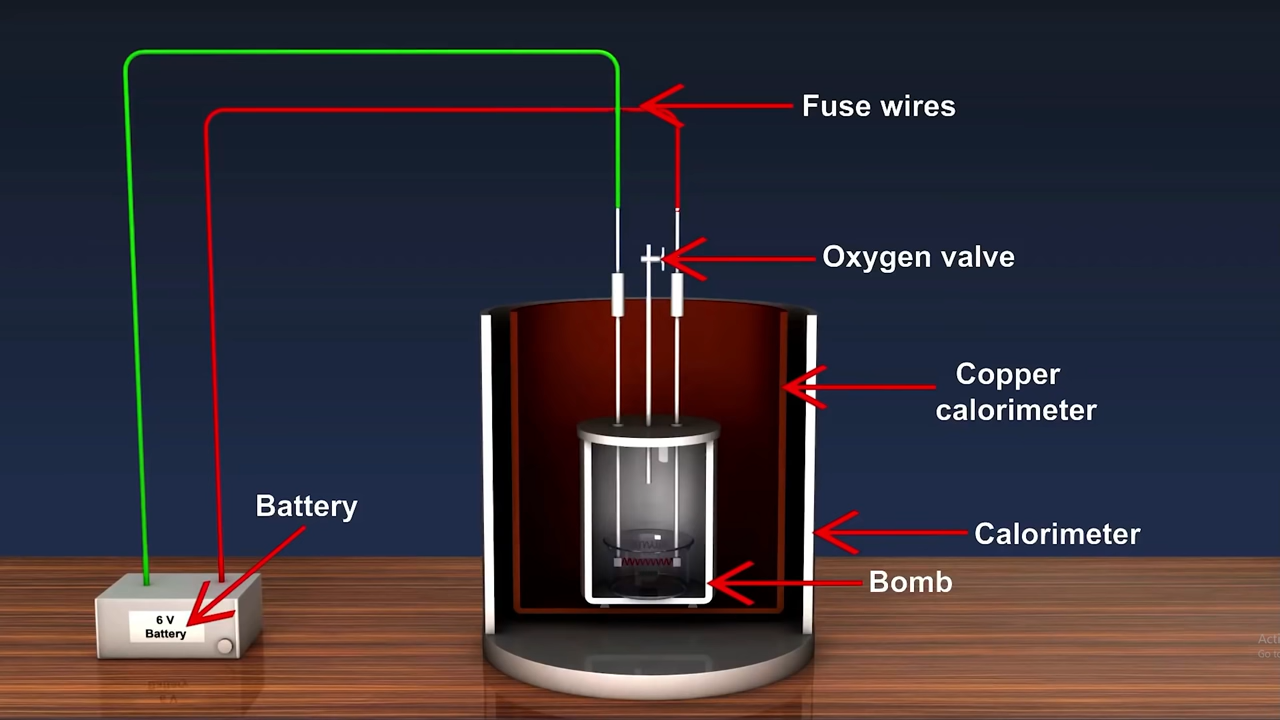 Fuse wires
Oxygen valve
Copper
calorimeter
Battery
Calorimeter
Bomb
6 V
Battery